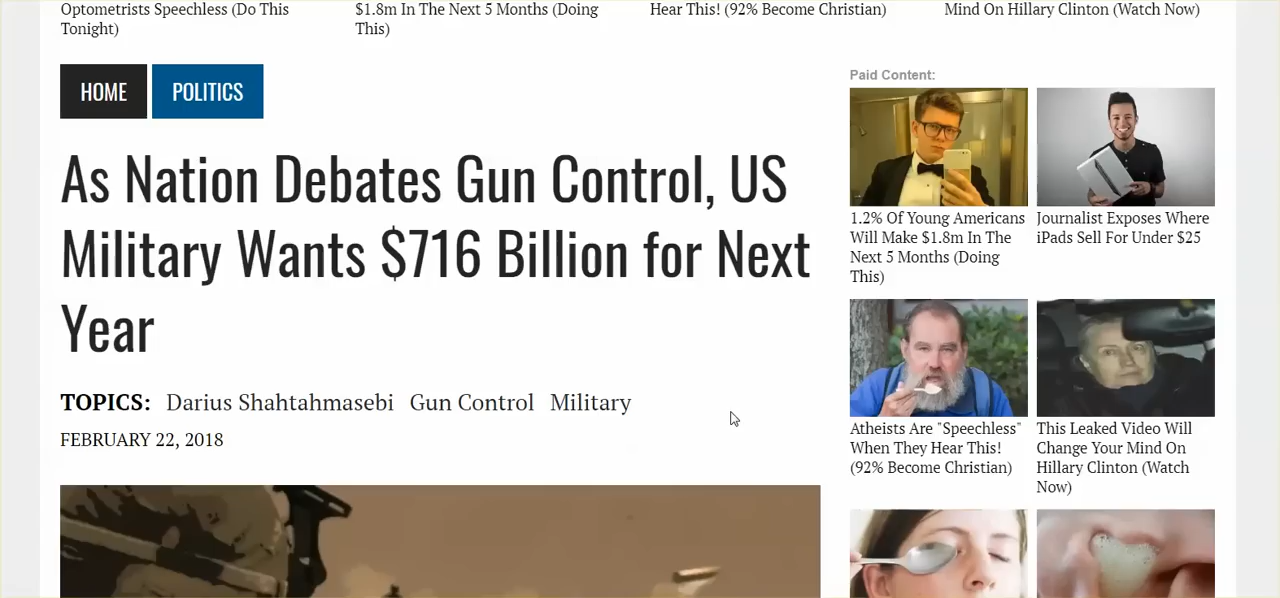 Optometrists Speechless (Do This
Tonight)
$1.8m In The Next 5 Months (Doing
This)
Hear This! (92% Become Christian)
Mind On Hillary Clinton (Watch Now)
HOME
POLITICS
As Nation Debates Gun Control, US
Military Wants $716 Billion for Next
Year
TOPICS: Darius Shahtahmasebi Gun Control Military
FEBRUARY 22, 2018
Paid Content:
1.2% Of Young Americans
Will Make $1.8m In The
Next 5 Months (Doing
This)
Journalist Exposes Where
iPads Sell For Under $25
Atheists Are "Speechless"
When They Hear This!
(92% Become Christian)
This Leaked Video Will
Change Your Mind On
Hillary Clinton (Watch
Now)